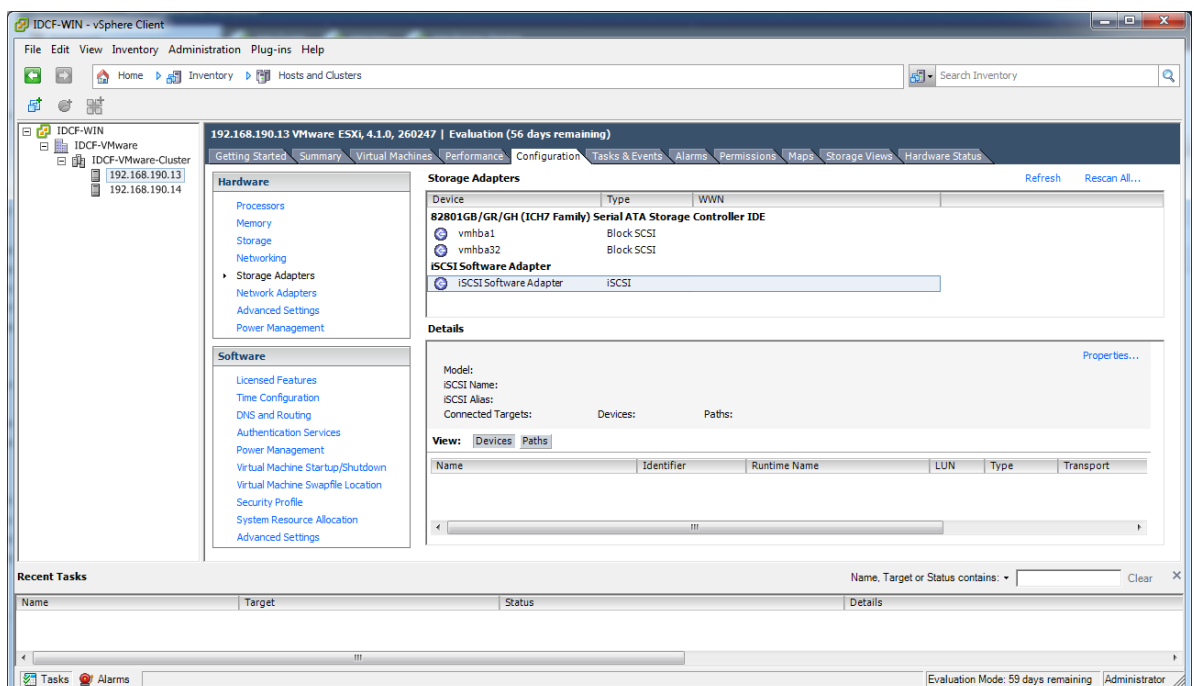 IDCF-WIN - vSphere Client
File Edit View Inventory Administration Plug-ins Help
Home Inventory Hosts and Clusters
Search Inventory
IDCF-WIN
IDCF-VMware
IDCF-VMware-Cluster
192.168.190.13
192.168.190.14
192.168.190.13 VMware ESXi, 4.1.0, 260247 | Evaluation (56 days remaining)
Getting Started Summary Virtual Machines Performance Configuration Tasks & Events Alarms Permissions Maps Storage Views Hardware Status
Hardware
Processors
Memory
Storage
Networking
Storage Adapters
Network Adapters
Advanced Settings
Power Management
Software
Licensed Features
Time Configuration
DNS and Routing
Authentication Services
Power Management
Virtual Machine Startup/Shutdown
Virtual Machine Swapfile Location
Security Profile
System Resource Allocation
Advanced Settings
Storage Adapters Refresh Rescan All...
Device Type WWN
82801GB/GR/GH (ICH7 Family) Serial ATA Storage Controller IDE
vmhba1 Block SCSI
vmhba32 Block SCSI
iSCSI Software Adapter
iSCSI Software Adapter iSCSI
Details
Properties...
Model:
iSCSI Name:
iSCSI Alias:
Connected Targets: Devices: Paths:
View: Devices Paths
Name Identifier Runtime Name LUN Type Transport
Recent Tasks Name, Target or Status contains: Clear
Name Target Status Details
Tasks Alarms Evaluation Mode: 59 days remaining Administrator